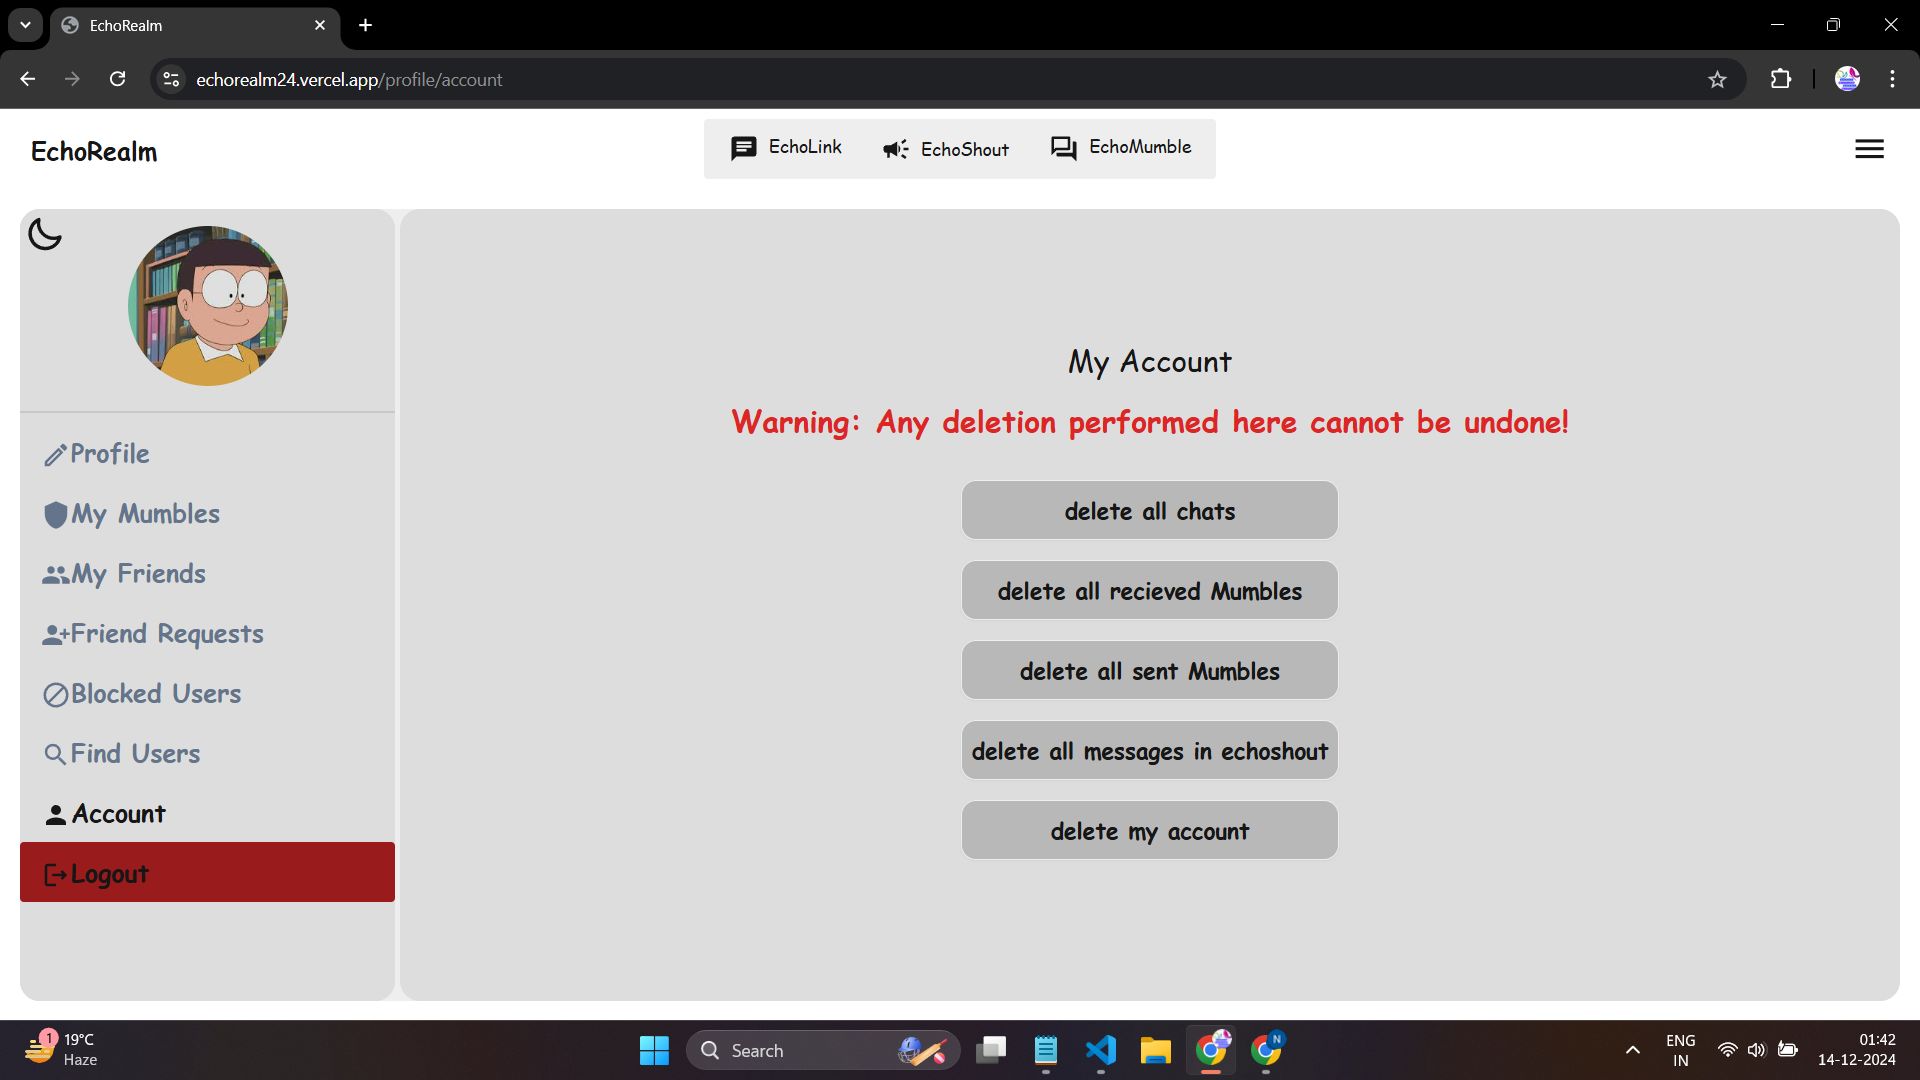 EchoRealm
echorealm24.vercel.app/profile/account
EchoRealm
EchoLink
EchoShout
EchoMumble
Profile
My Mumbles
My Friends
Friend Requests
Blocked Users
Find Users
Account
Logout
My Account
Warning: Any deletion performed here cannot be undone!
delete all chats
delete all recieved Mumbles
delete all sent Mumbles
delete all messages in echoshout
delete my account
1
19°C
Haze
Search
N
ENG
IN
01:42
14-12-2024